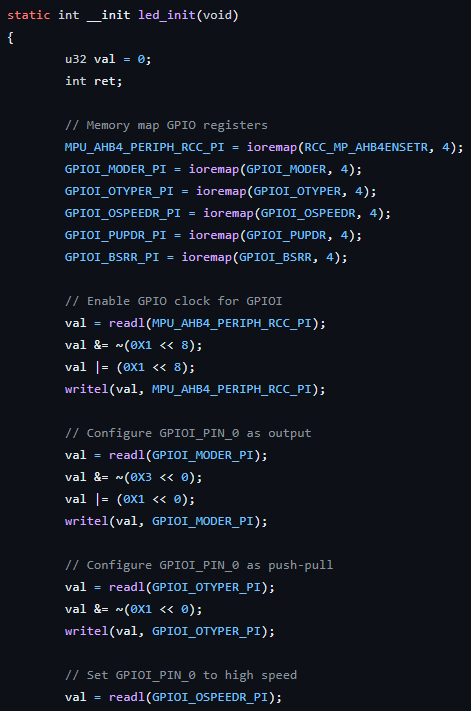 static int __init led_init(void)
{
        u32 val = 0;
        int ret;

        // Memory map GPIO registers
        MPU_AHB4_PERIPH_RCC_PI = ioremap(RCC_MP_AHB4ENSETR, 4);
        GPIOI_MODER_PI = ioremap(GPIOI_MODER, 4);
        GPIOI_OTYPER_PI = ioremap(GPIOI_OTYPER, 4);
        GPIOI_OSPEEDR_PI = ioremap(GPIOI_OSPEEDR, 4);
        GPIOI_PUPDR_PI = ioremap(GPIOI_PUPDR, 4);
        GPIOI_BSRR_PI = ioremap(GPIOI_BSRR, 4);

        // Enable GPIO clock for GPIOI
        val = readl(MPU_AHB4_PERIPH_RCC_PI);
        val &= ~(0X1 << 8);
        val |= (0X1 << 8);
        writel(val, MPU_AHB4_PERIPH_RCC_PI);

        // Configure GPIOI_PIN_0 as output
        val = readl(GPIOI_MODER_PI);
        val &= ~(0X3 << 0);
        val |= (0X1 << 0);
        writel(val, GPIOI_MODER_PI);

        // Configure GPIOI_PIN_0 as push-pull
        val = readl(GPIOI_OTYPER_PI);
        val &= ~(0X1 << 0);
        writel(val, GPIOI_OTYPER_PI);

        // Set GPIOI_PIN_0 to high speed
        val = readl(GPIOI_OSPEEDR_PI);